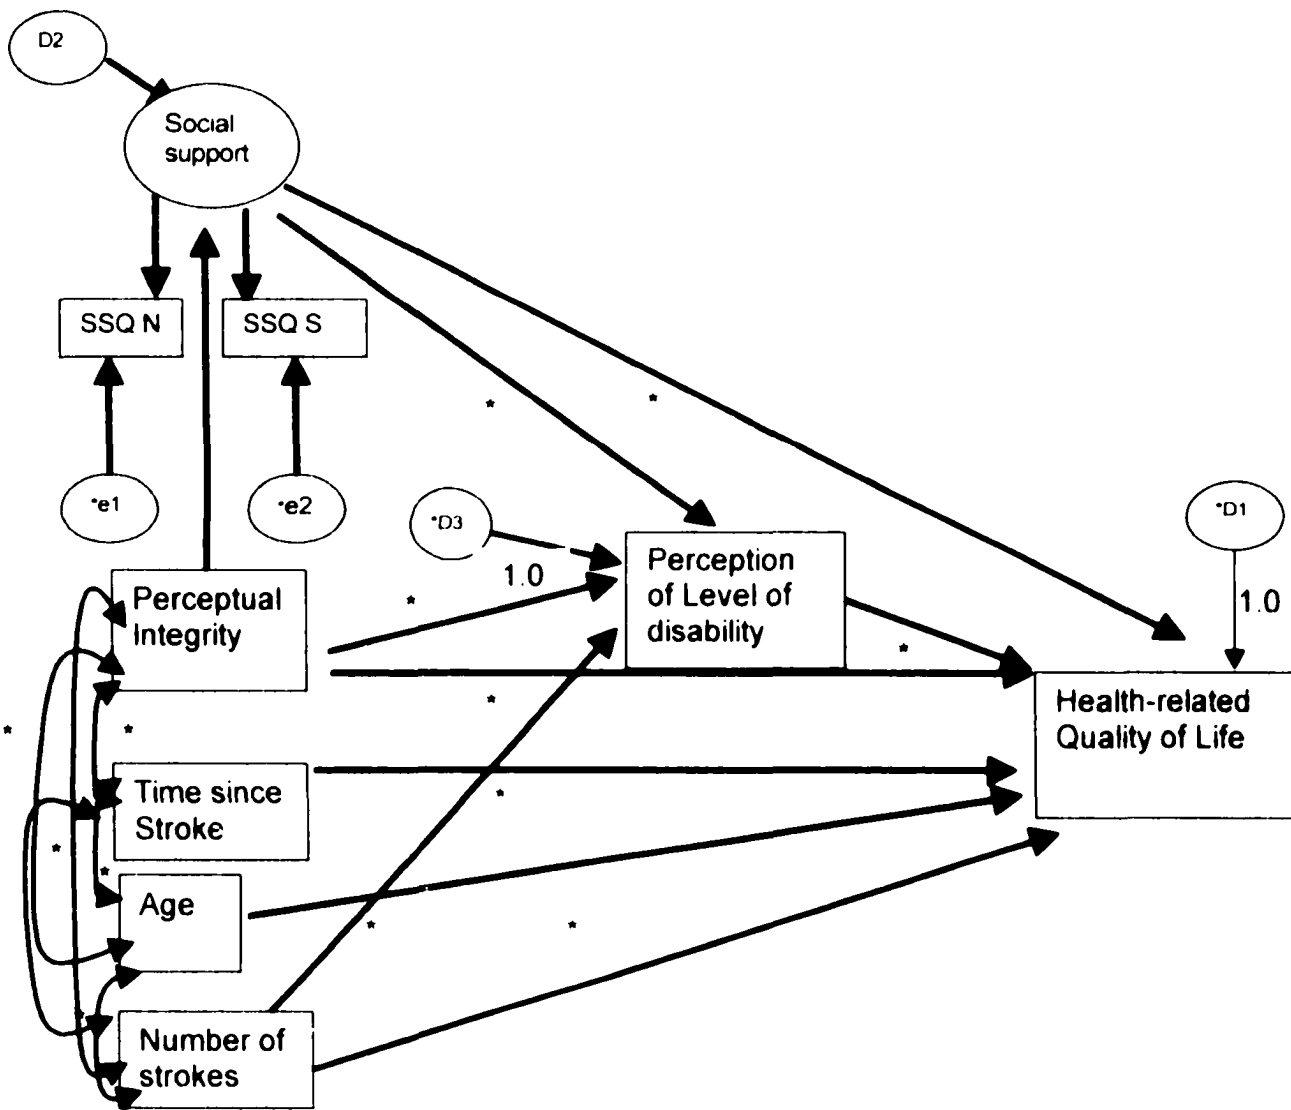 D2
Social
support
SSQ N
SSQ S
*e1
*e2
*D3
*D1
1.0
1.0
Perception
of Level of
disability
Perceptual
Integrity
Health-related
Quality of Life
Time since
Stroke
Age
Number of
strokes
*
*
*
*
*
*
*
*
*
*
*
*
*